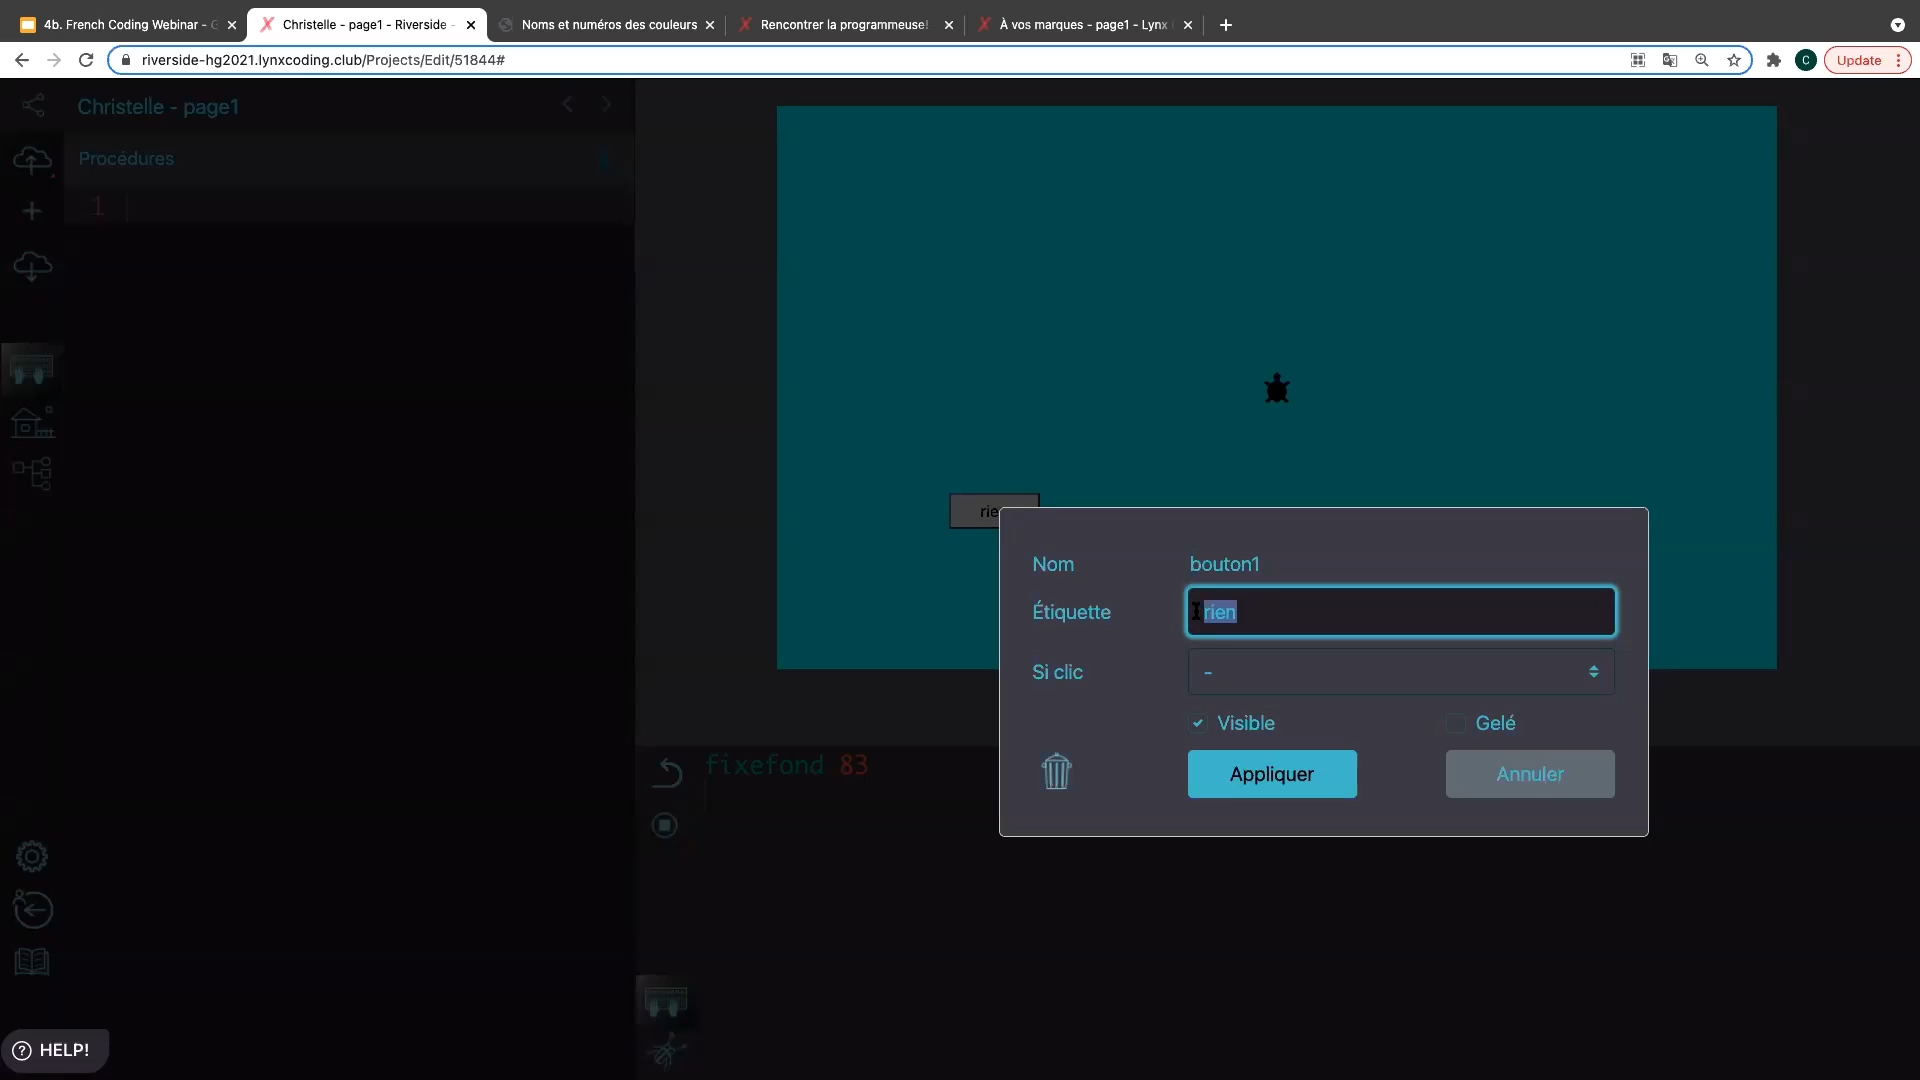 4b. French Coding Webinar - G
Christelle - page1 - Riverside -
Noms et numéros des couleurs
Rencontrer la programmeuse!
À vos marques - page1 - Lynx
riverside-hg2021.lynxcoding.club/Projects/Edit/51844#
C
Update
Christelle - page1
Procédures
1
rie
Nom bouton1
Étiquette rien
Si clic -
Visible Gelé
Appliquer Annuler
fixefond 83
? HELP!